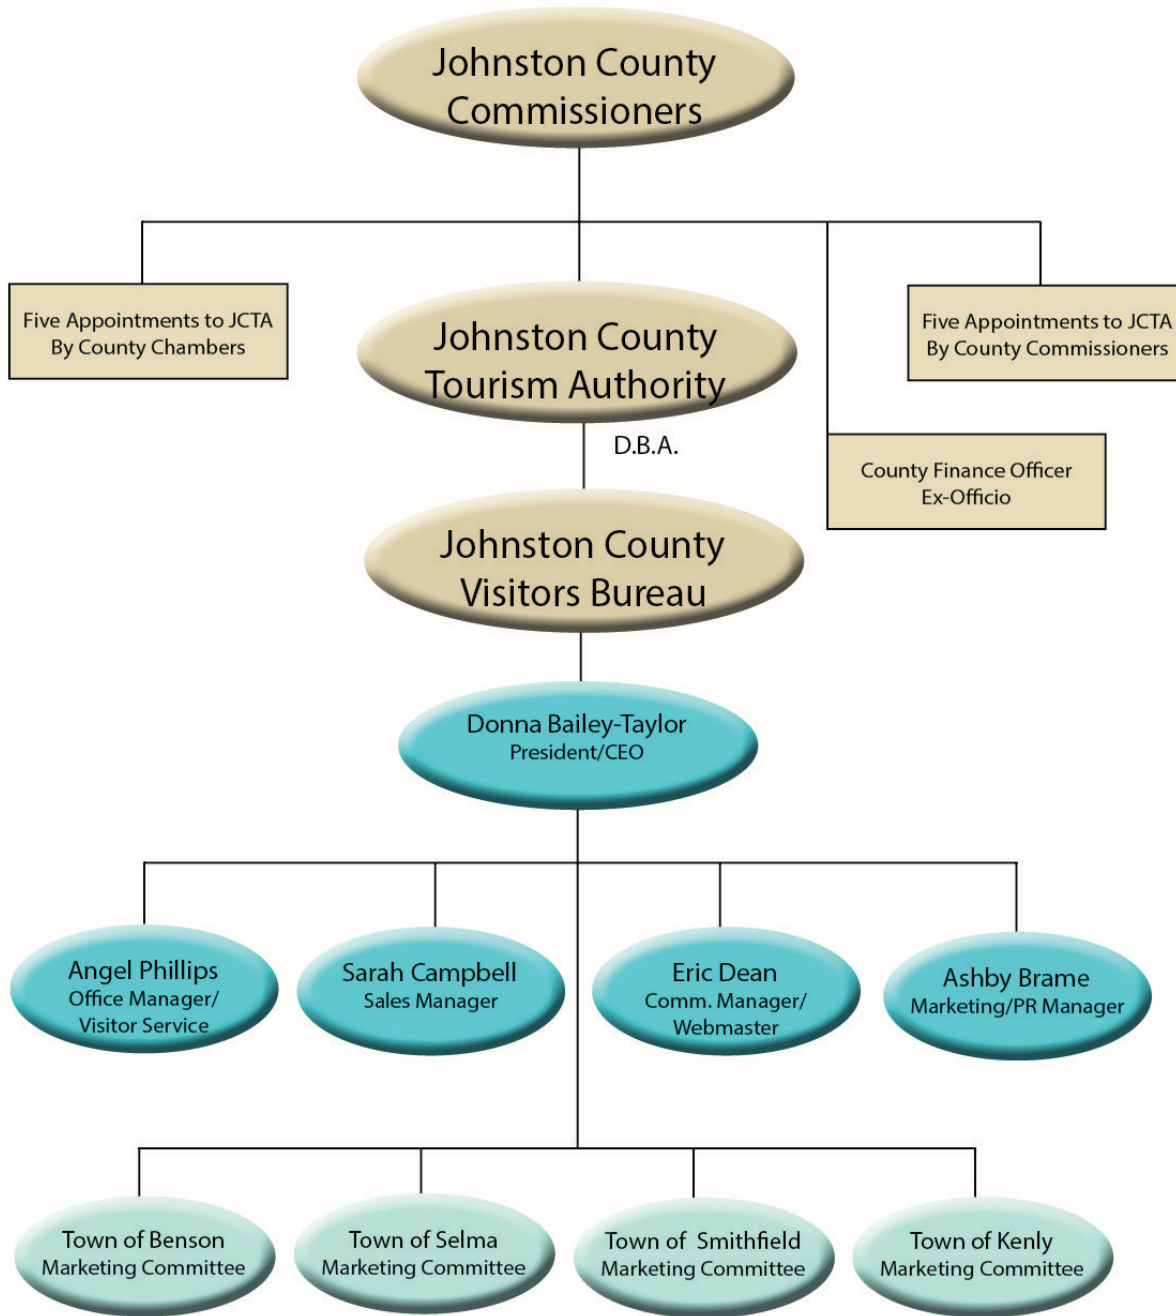 Johnston County
Commissioners
Five Appointments to JCTA
By County Chambers
Johnston County
Tourism Authority
Five Appointments to JCTA
By County Commissioners
D.B.A.
County Finance Officer
Ex-Officio
Johnston County
Visitors Bureau
Donna Bailey-Taylor
President/CEO
Angel Phillips
Office Manager/
Visitor Service
Sarah Campbell
Sales Manager
Eric Dean
Comm. Manager/
Webmaster
Ashby Brame
Marketing/PR Manager
Town of Benson
Marketing Committee
Town of Selma
Marketing Committee
Town of  Smithfield
Marketing Committee
Town of Kenly
Marketing Committee